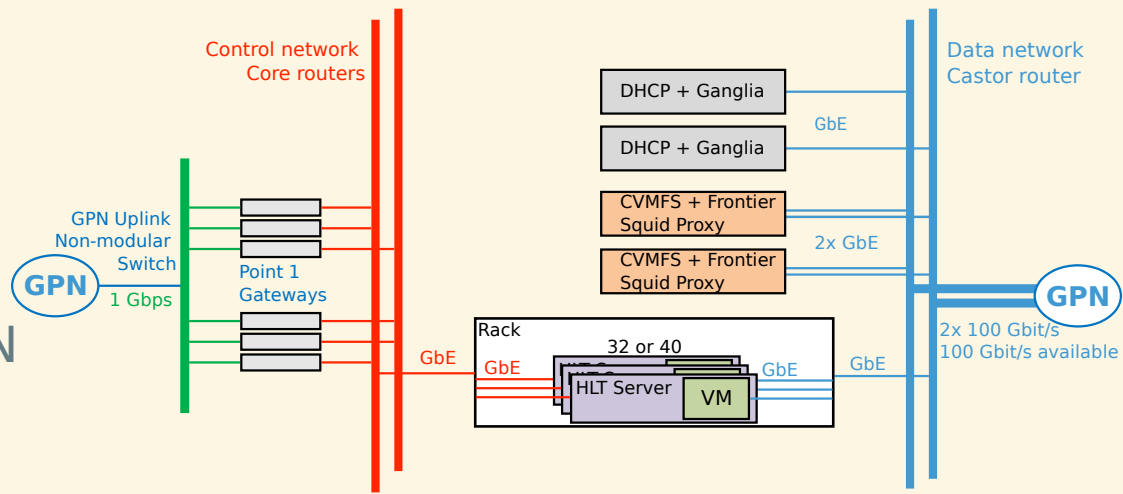 Control network
Core routers
Data network
Castor router
DHCP + Ganglia
GbE
DHCP + Ganglia
CVMFS + Frontier
Squid Proxy
2x GbE
CVMFS + Frontier
Squid Proxy
GPN Uplink
Non-modular
Switch
GPN
1 Gbps
Point 1
Gateways
GPN
2x 100 Gbit/s
100 Gbit/s available
N
Rack
32 or 40
GbE
GbE
HLT Server
VM
GbE
GbE